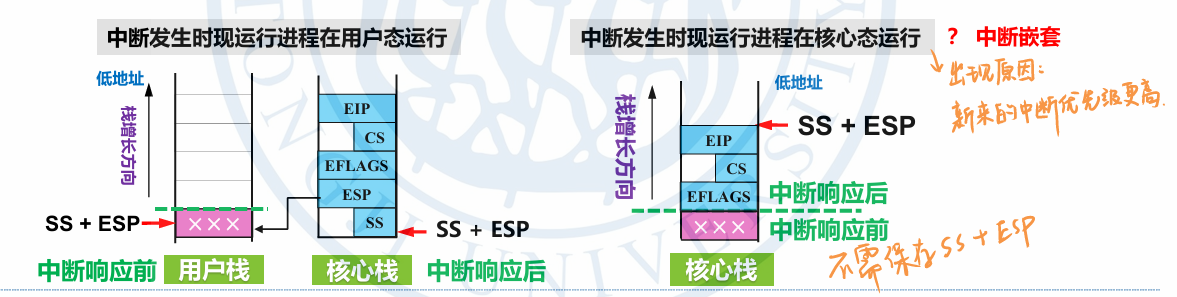 中断发生时现运行进程在用户态运行
低地址
栈增长方向
EIP
CS
EFLAGS
ESP
SS
SS + ESP
×××
SS + ESP
中断响应前
用户栈
核心栈
中断响应后
中断发生时现运行进程在核心态运行
? 中断嵌套
出现原因:
新来的中断优先级更高.
低地址
栈增长方向
SS + ESP
EIP
CS
EFLAGS
中断响应后
×××
中断响应前
核心栈
不需保存SS + ESP